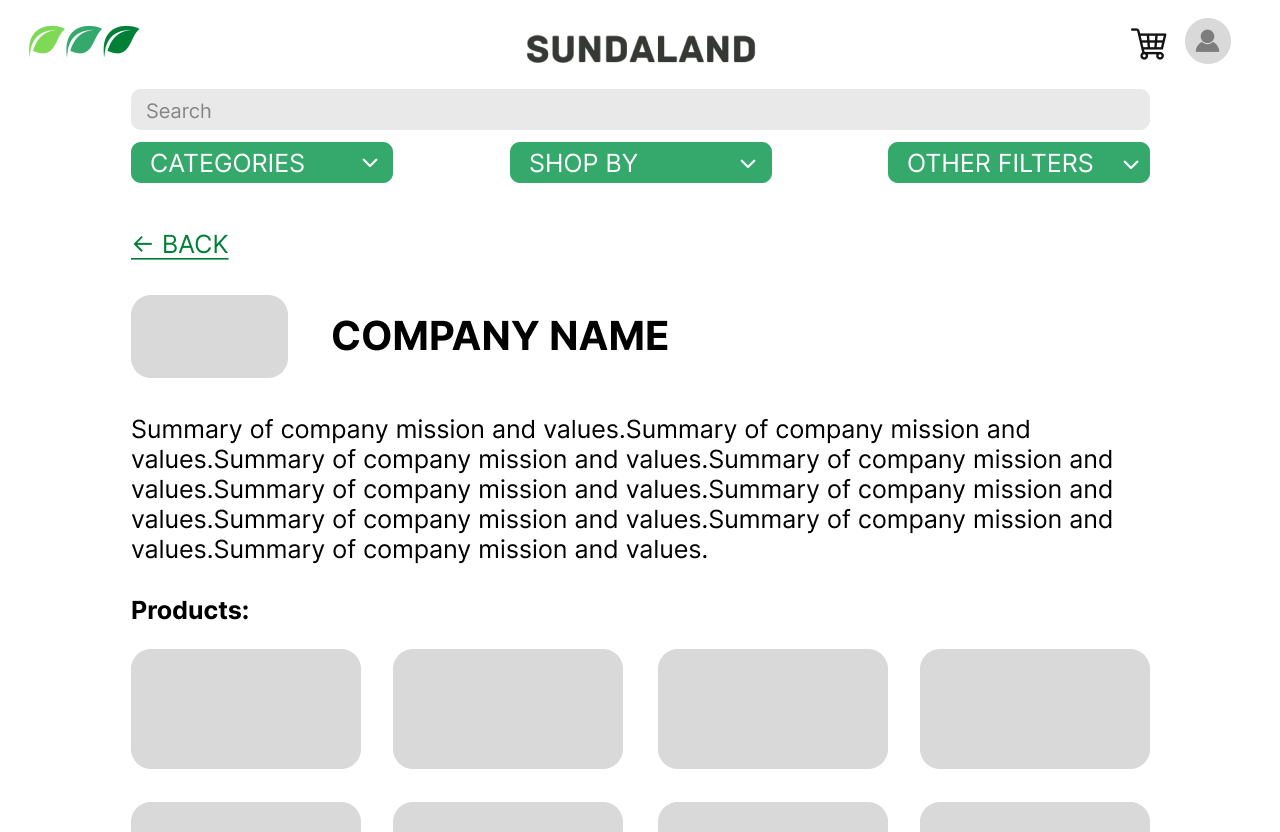 SUNDALAND
Search
CATEGORIES
SHOP BY
OTHER FILTERS
← BACK
COMPANY NAME
Summary of company mission and values.Summary of company mission and
values.Summary of company mission and values.Summary of company mission and
values.Summary of company mission and values.Summary of company mission and
values.Summary of company mission and values.Summary of company mission and
values.Summary of company mission and values.
Products: